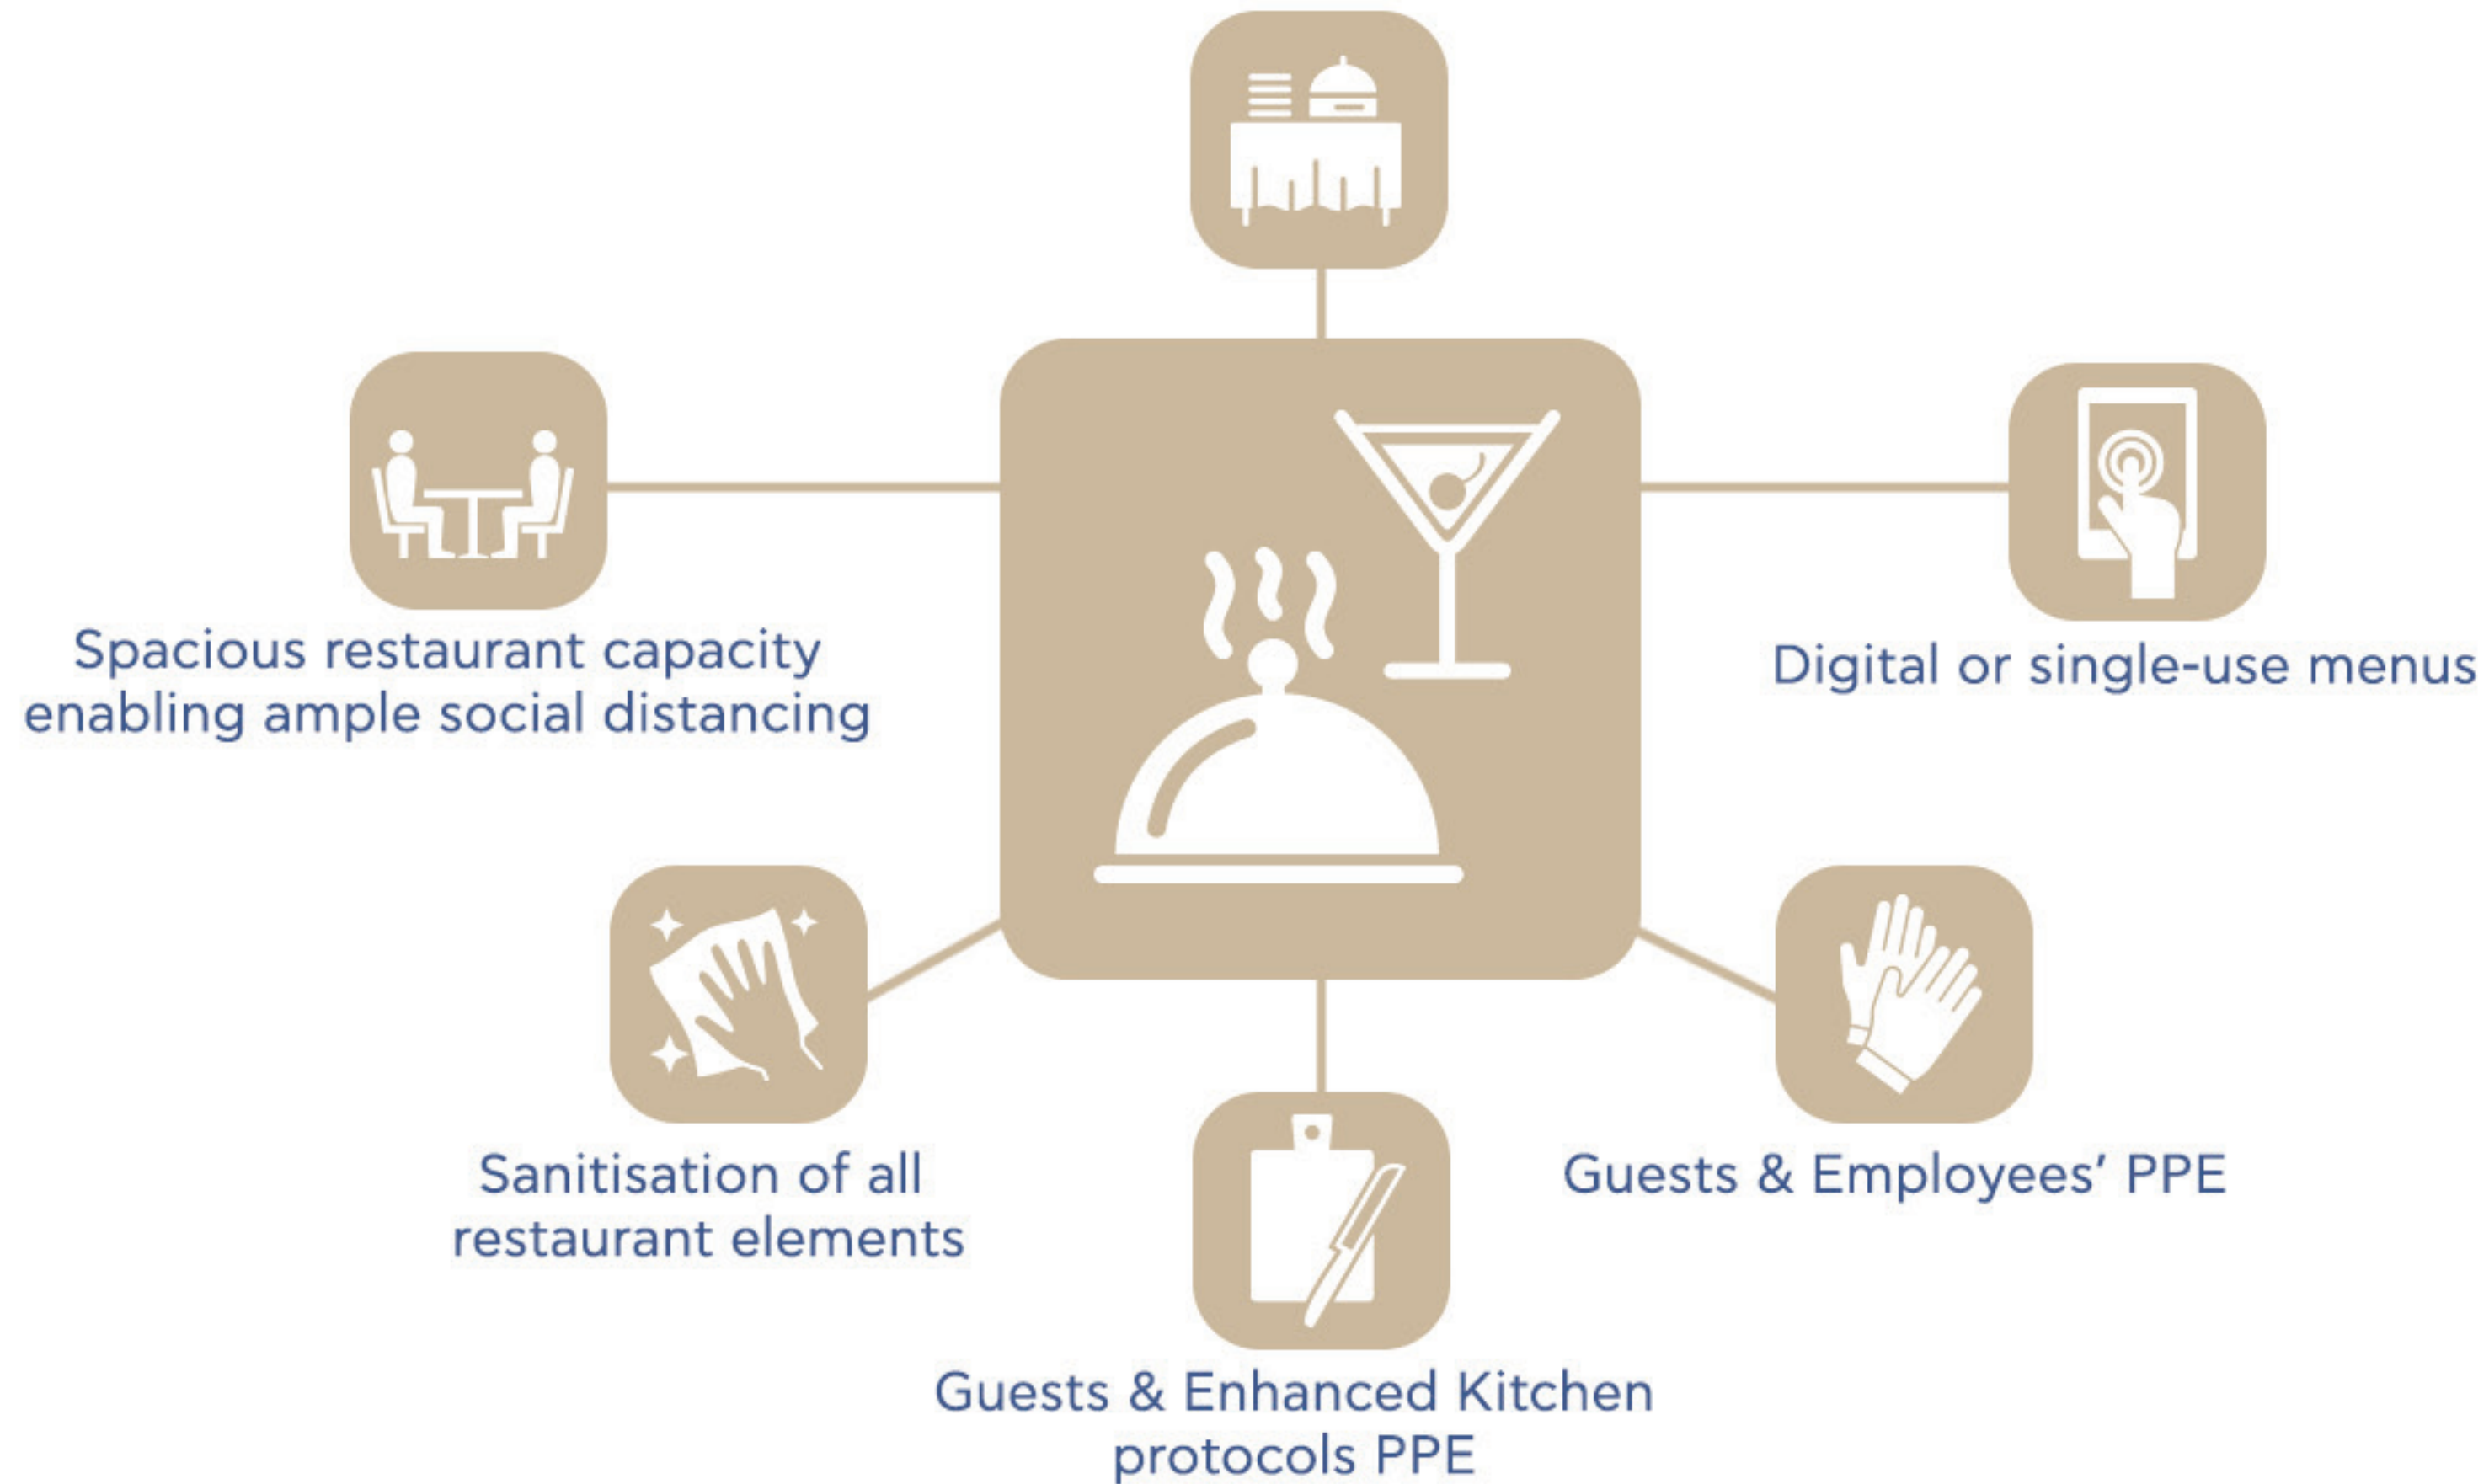 Spacious restaurant capacity
enabling ample social distancing
Digital or single-use menus
Sanitisation of all
restaurant elements
Guests & Employees’ PPE
Guests & Enhanced Kitchen
protocols PPE